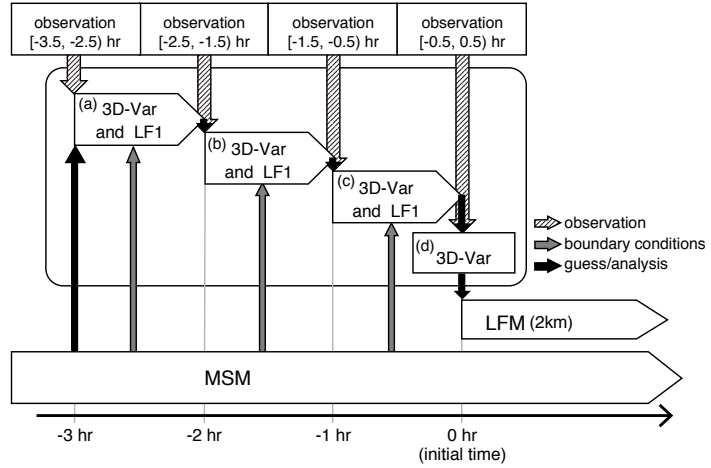 observation
[-3.5, -2.5) hr
observation
[-2.5, -1.5) hr
observation
[-1.5, -0.5) hr
observation
[-0.5, 0.5) hr
(a) 3D-Var
and LF1
(b) 3D-Var
and LF1
(c) 3D-Var
and LF1
(d) 3D-Var
observation
boundary conditions
guess/analysis
LFM (2km)
MSM
-3 hr
-2 hr
-1 hr
0 hr
(initial time)